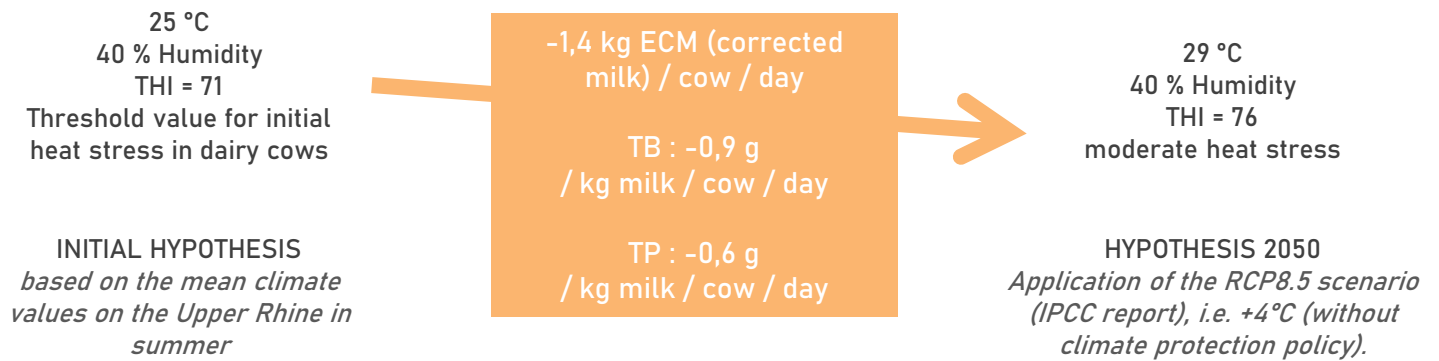 25 °C
40 % Humidity
THI = 71
Threshold value for initial
heat stress in dairy cows
INITIAL HYPOTHESIS
based on the mean climate
values on the Upper Rhine in
summer
-1,4 kg ECM (corrected
milk) / cow / day
TB : -0,9 g
/ kg milk / cow / day
TP : -0,6 g
/ kg milk / cow / day
29 °C
40 % Humidity
THI = 76
moderate heat stress
HYPOTHESIS 2050
Application of the RCP8.5 scenario
(IPCC report), i.e. +4°C (without
climate protection policy).